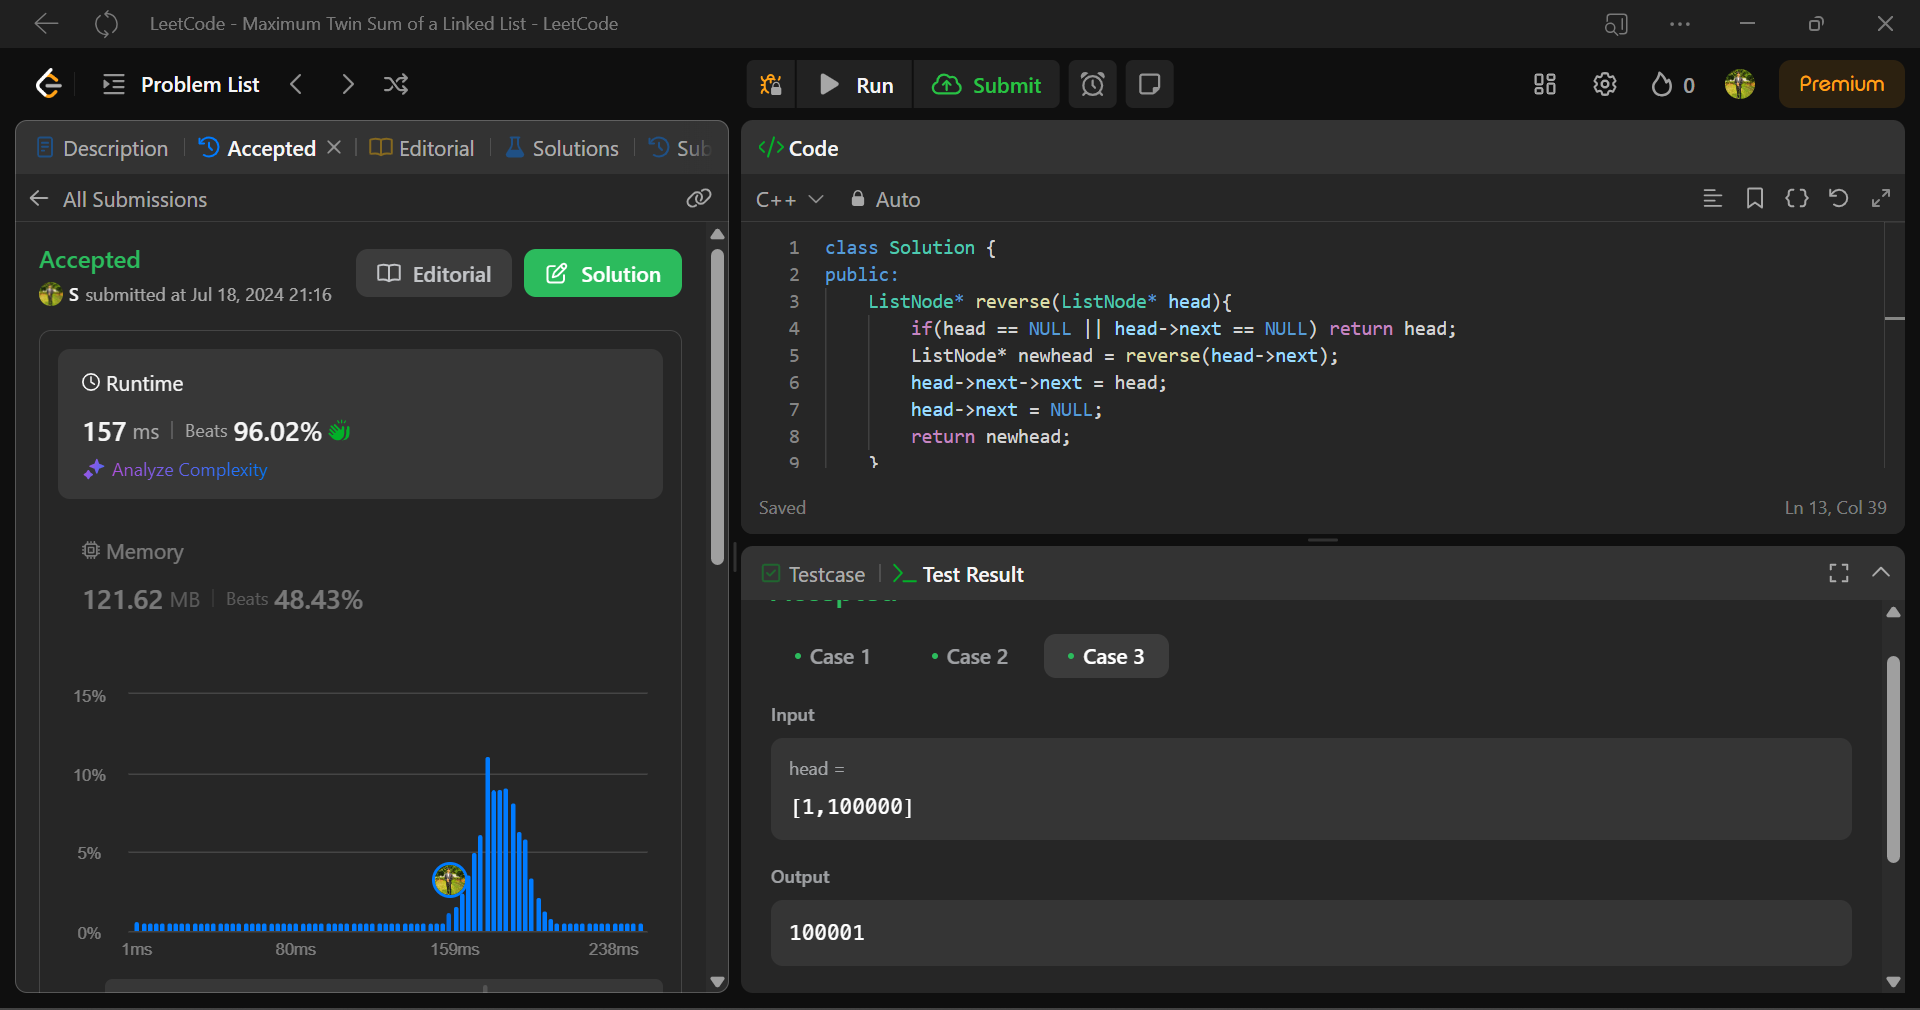 LeetCode - Maximum Twin Sum of a Linked List - LeetCode
Problem List
Run
Submit
0
Premium
Description
Accepted
Editorial
Solutions
Sub
All Submissions
Accepted
S submitted at Jul 18, 2024 21:16
Editorial
Solution
Runtime
157 ms | Beats 96.02%
Analyze Complexity
Memory
121.62 MB | Beats 48.43%
15%
10%
5%
0%
1ms
80ms
159ms
238ms
</> Code
C++
Auto
1 class Solution {
2 public:
3 ListNode* reverse(ListNode* head){
4 if(head == NULL || head->next == NULL) return head;
5 ListNode* newhead = reverse(head->next);
6 head->next->next = head;
7 head->next = NULL;
8 return newhead;
9 }
Saved
Ln 13, Col 39
Testcase
>_ Test Result
Case 1
Case 2
Case 3
Input
head =
[1,100000]
Output
100001